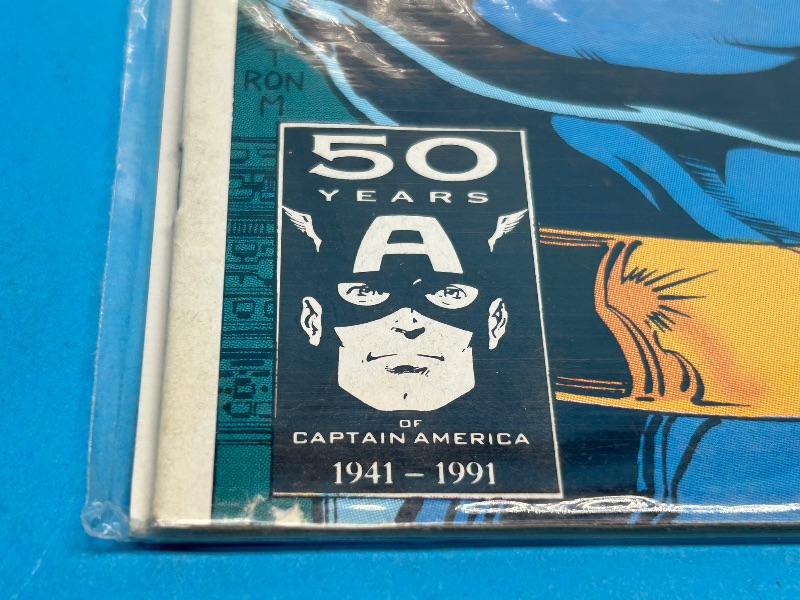 T
RON
M
50
YEARS
A
OF
CAPTAIN AMERICA
1941 – 1991